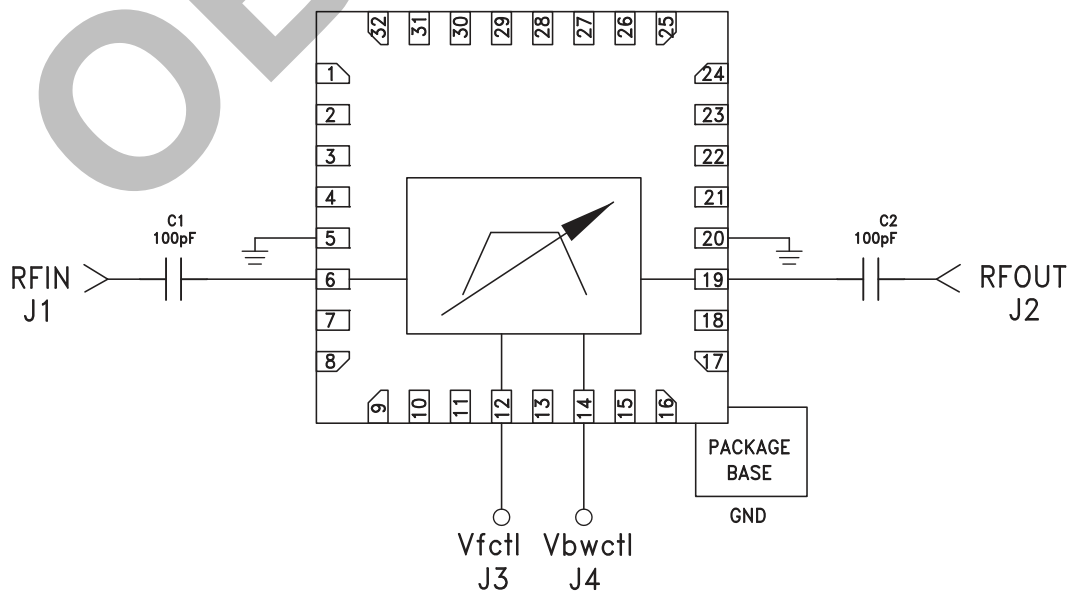 32 31 30 29 28 27 26 25
1 24
2 23
3 22
4 21
C1
100pF
C2
100pF
5 20
RFIN
J1
6 19
RFOUT
J2
7 18
8 17
9 10 11 12 13 14 15 16
PACKAGE
BASE
GND
Vfctl Vbwctl
J3 J4